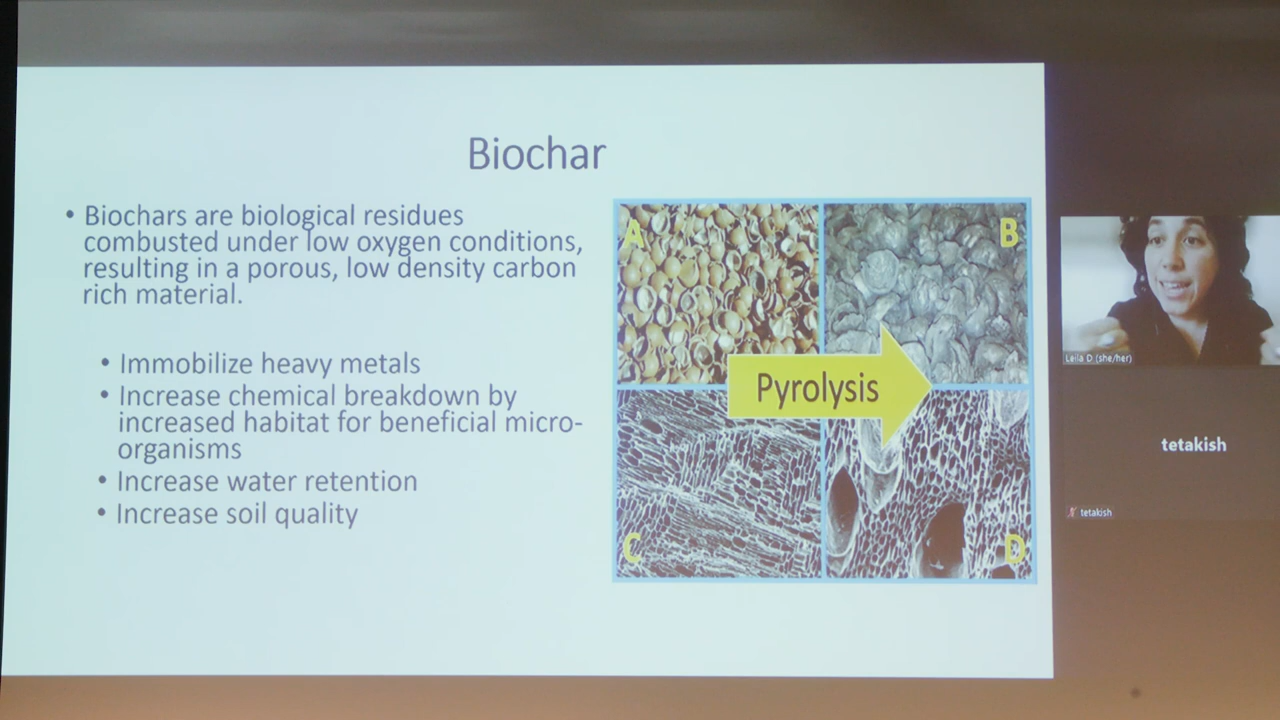 Biochar
• Biochars are biological residues
combusted under low oxygen conditions,
resulting in a porous, low density carbon
rich material.
• Immobilize heavy metals
• Increase chemical breakdown by
increased habitat for beneficial micro-
organisms
• Increase water retention
• Increase soil quality
A
B
Pyrolysis
C
D
Leila D (she/her)
tetakish
tetakish